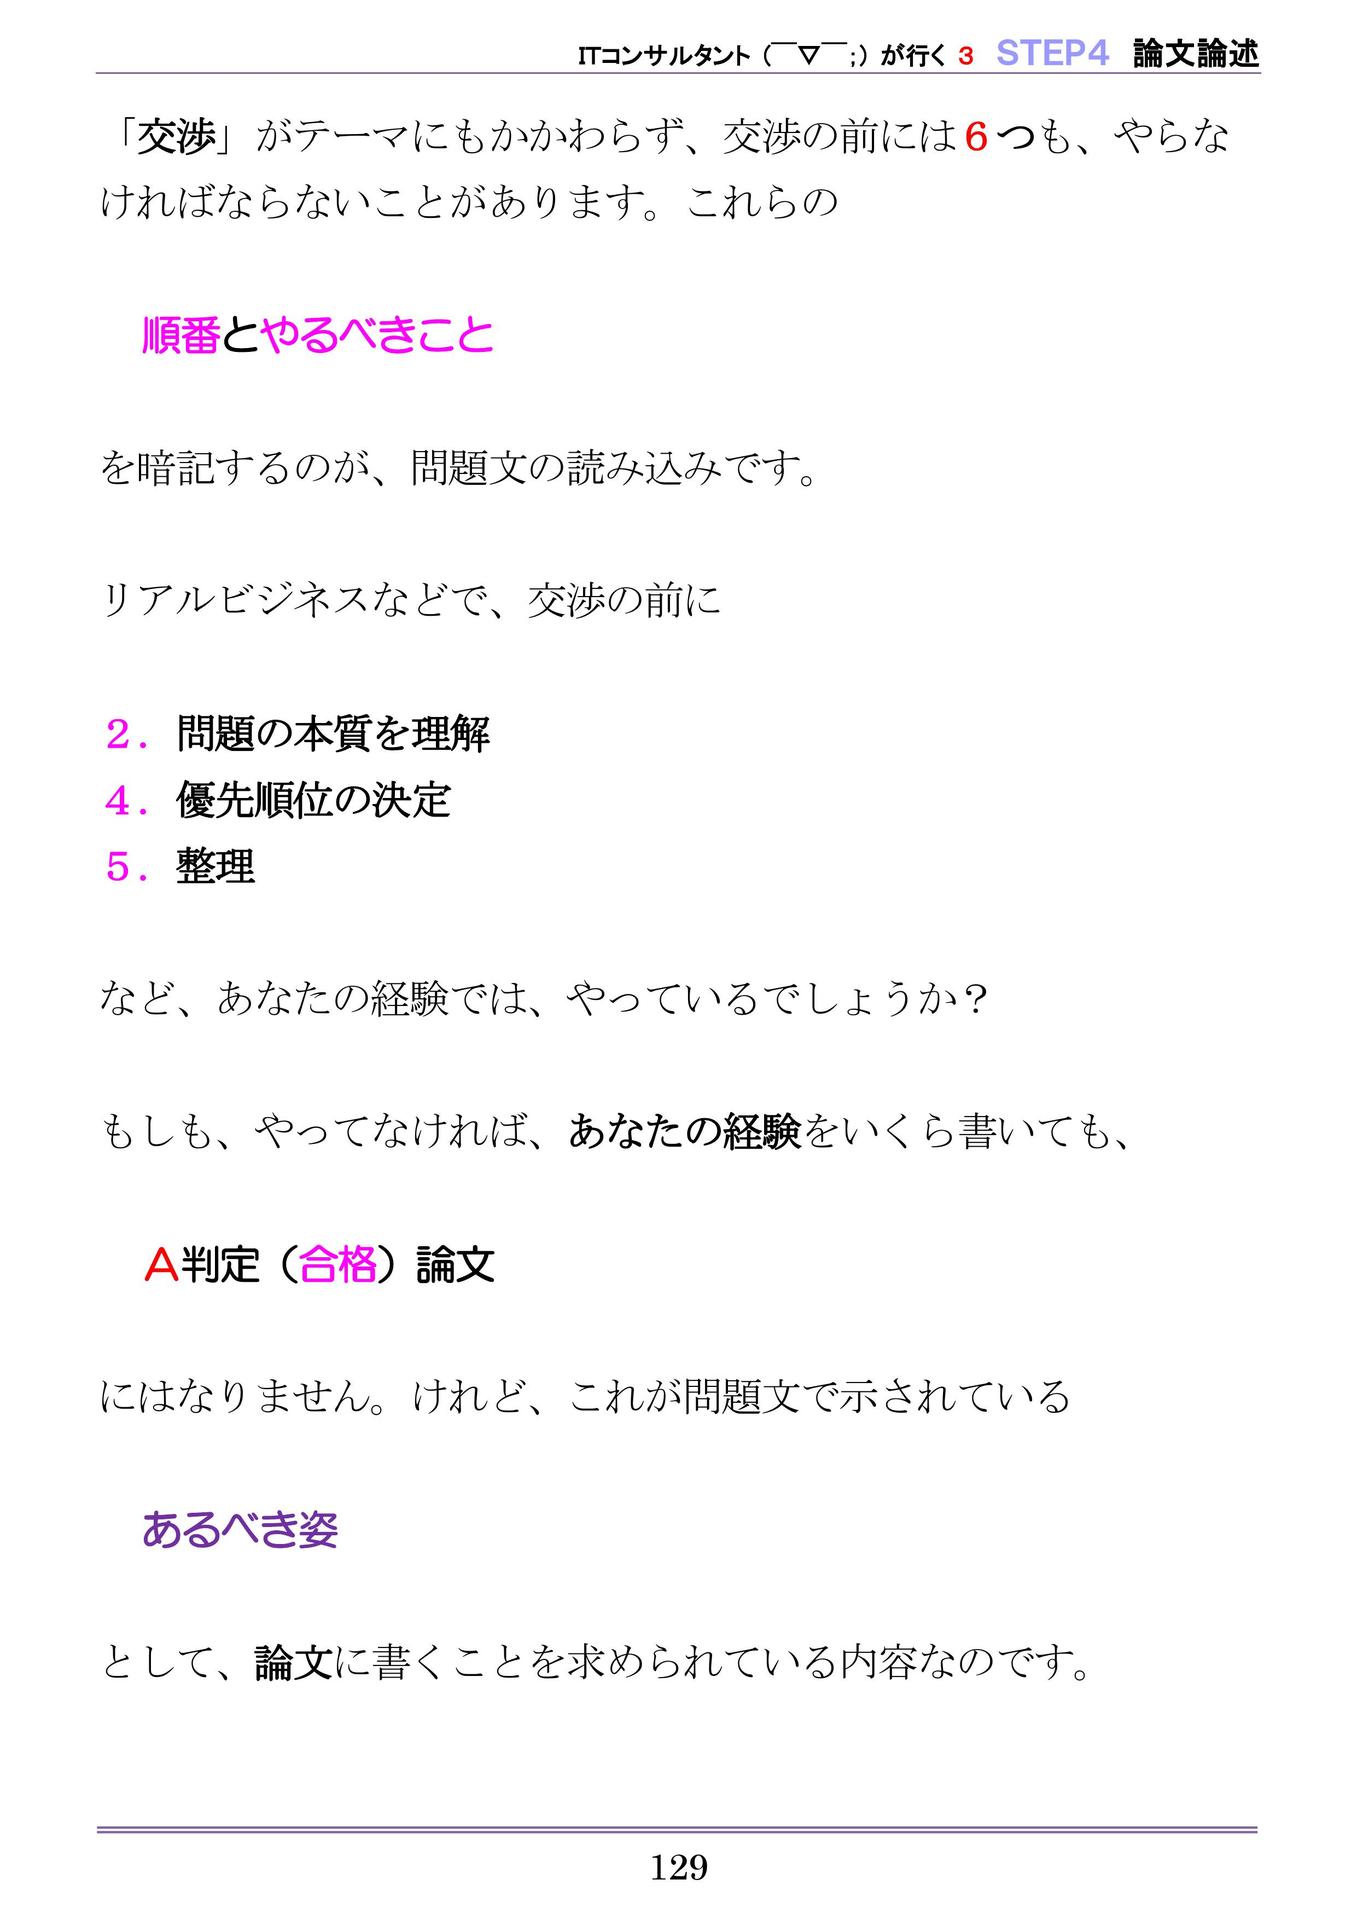 ITコンサルタント（￣▽￣；）が行く 3 STEP4 論文論述
「交渉」がテーマにもかかわらず、交渉の前には６つも、やらな
ければならないことがあります。これらの
順番とやるべきこと
を暗記するのが、問題文の読み込みです。
リアルビジネスなどで、交渉の前に
２．問題の本質を理解
４．優先順位の決定
５．整理
など、あなたの経験では、やっているでしょうか？
もしも、やってなければ、あなたの経験をいくら書いても、
Ａ判定（合格）論文
にはなりません。けれど、これが問題文で示されている
あるべき姿
として、論文に書くことを求められている内容なのです。
129